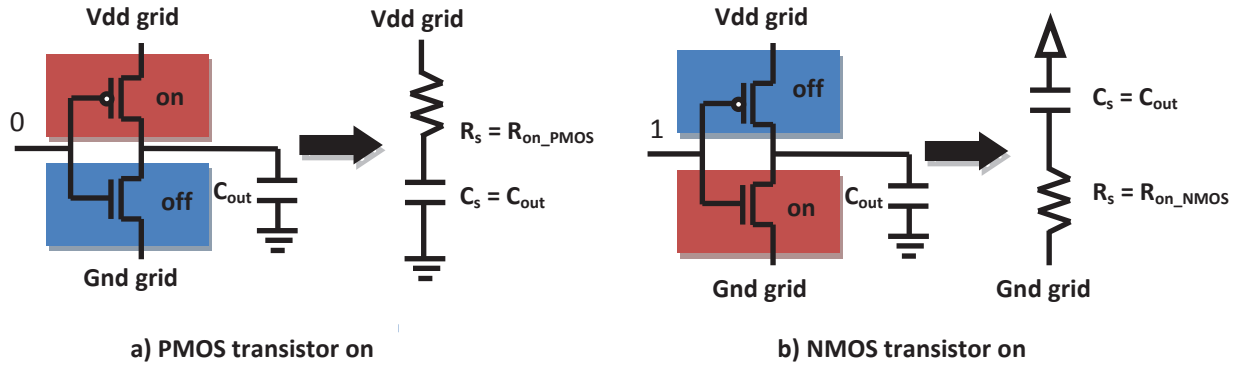 Vdd grid
on
0
off
C_out
Gnd grid
Vdd grid
R_s = R_on_PMOS
C_s = C_out
a) PMOS transistor on
Vdd grid
off
1
on
C_out
Gnd grid
C_s = C_out
R_s = R_on_NMOS
Gnd grid
b) NMOS transistor on